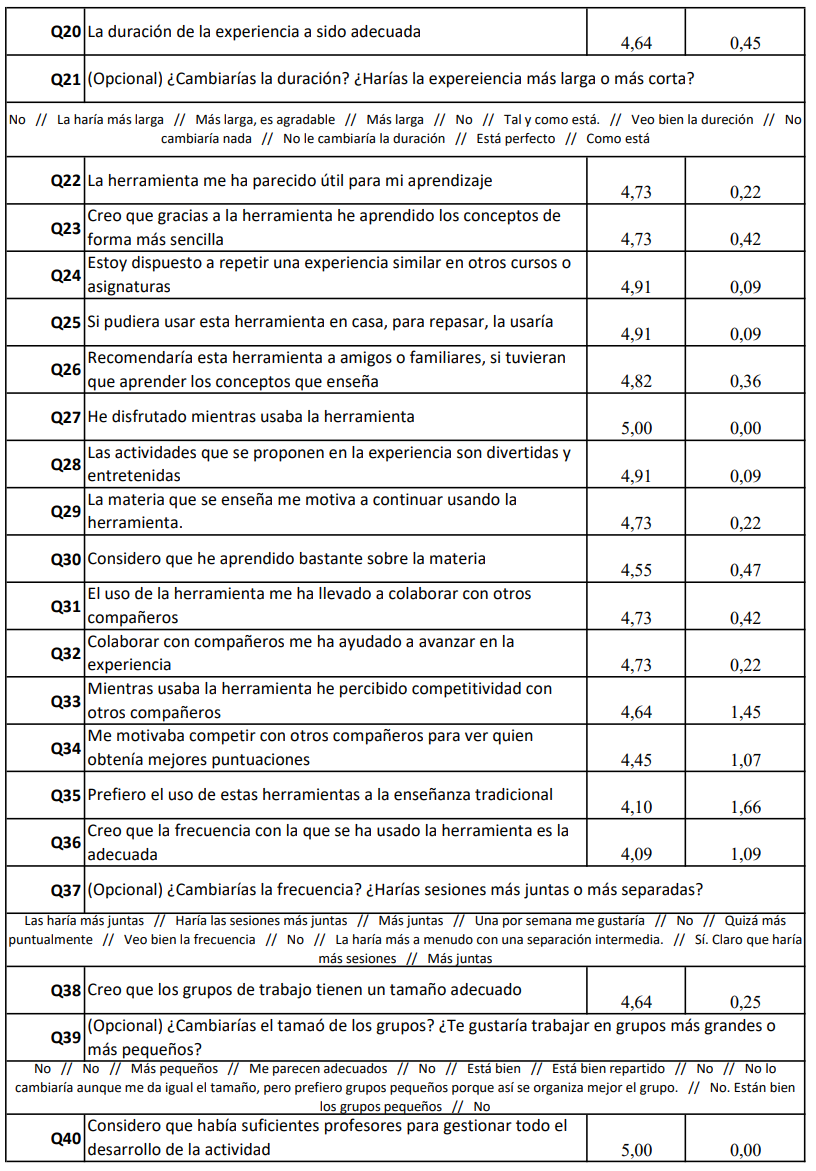 Q20 La duración de la experiencia a sido adecuada 4,64 0,45
Q21 (Opcional) ¿Cambiarías la duración? ¿Harías la expereiencia más larga o más corta?
No // La haría más larga // Más larga, es agradable // Más larga // No // Tal y como está. // Veo bien la dureción // No
cambiaría nada // No le cambiaría la duración // Está perfecto // Como está
Q22 La herramienta me ha parecido útil para mi aprendizaje 4,73 0,22
Q23 Creo que gracias a la herramienta he aprendido los conceptos de
forma más sencilla 4,73 0,42
Q24 Estoy dispuesto a repetir una experiencia similar en otros cursos o
asignaturas 4,91 0,09
Q25 Si pudiera usar esta herramienta en casa, para repasar, la usaría 4,91 0,09
Q26 Recomendaría esta herramienta a amigos o familiares, si tuvieran
que aprender los conceptos que enseña 4,82 0,36
Q27 He disfrutado mientras usaba la herramienta 5,00 0,00
Q28 Las actividades que se proponen en la experiencia son divertidas y
entretenidas 4,91 0,09
Q29 La materia que se enseña me motiva a continuar usando la
herramienta. 4,73 0,22
Q30 Considero que he aprendido bastante sobre la materia 4,55 0,47
Q31 El uso de la herramienta me ha llevado a colaborar con otros
compañeros 4,73 0,42
Q32 Colaborar con compañeros me ha ayudado a avanzar en la
experiencia 4,73 0,22
Q33 Mientras usaba la herramienta he percibido competitividad con
otros compañeros 4,64 1,45
Q34 Me motivaba competir con otros compañeros para ver quien
obtenía mejores puntuaciones 4,45 1,07
Q35 Prefiero el uso de estas herramientas a la enseñanza tradicional 4,10 1,66
Q36 Creo que la frecuencia con la que se ha usado la herramienta es la
adecuada 4,09 1,09
Q37 (Opcional) ¿Cambiarías la frecuencia? ¿Harías sesiones más juntas o más separadas?
Las haría más juntas // Haría las sesiones más juntas // Más juntas // Una por semana me gustaría // No // Quizá más
puntualmente // Veo bien la frecuencia // No // La haría más a menudo con una separación intermedia. // Sí. Claro que haría
más sesiones // Más juntas
Q38 Creo que los grupos de trabajo tienen un tamaño adecuado 4,64 0,25
Q39 (Opcional) ¿Cambiarías el tamaó de los grupos? ¿Te gustaría trabajar en grupos más grandes o
más pequeños?
No // No // Más pequeños // Me parecen adecuados // No // Está bien // Está bien repartido // No // No lo
cambiaría aunque me da igual el tamaño, pero prefiero grupos pequeños porque así se organiza mejor el grupo. // No. Están bien
los grupos pequeños // No
Q40 Considero que había suficientes profesores para gestionar todo el
desarrollo de la actividad 5,00 0,00